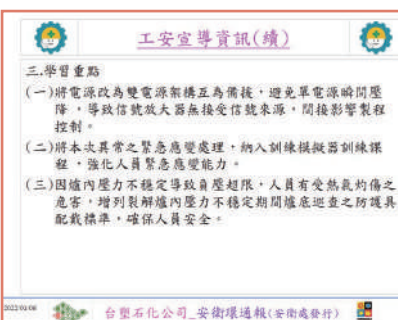 工安宣導資訊(續)
三.學習重點
(一)將電源改為雙電源架構互為備援，避免單電源瞬間壓
降，導致信號放大器無接受信號來源，間接影響製程
控制。
(二)將本次異常之緊急應變處理，納入訓練模擬器訓練課
程，強化人員緊急應變能力。
(三)因爐內壓力不穩定導致負壓超限，人員有受熱氣灼傷之
危害，增列裂解爐內壓力不穩定期間爐底巡查之防護具
配戴標準，確保人員安全。
2022/01/06
台塑石化公司_安衛環通報(安衛處發行)